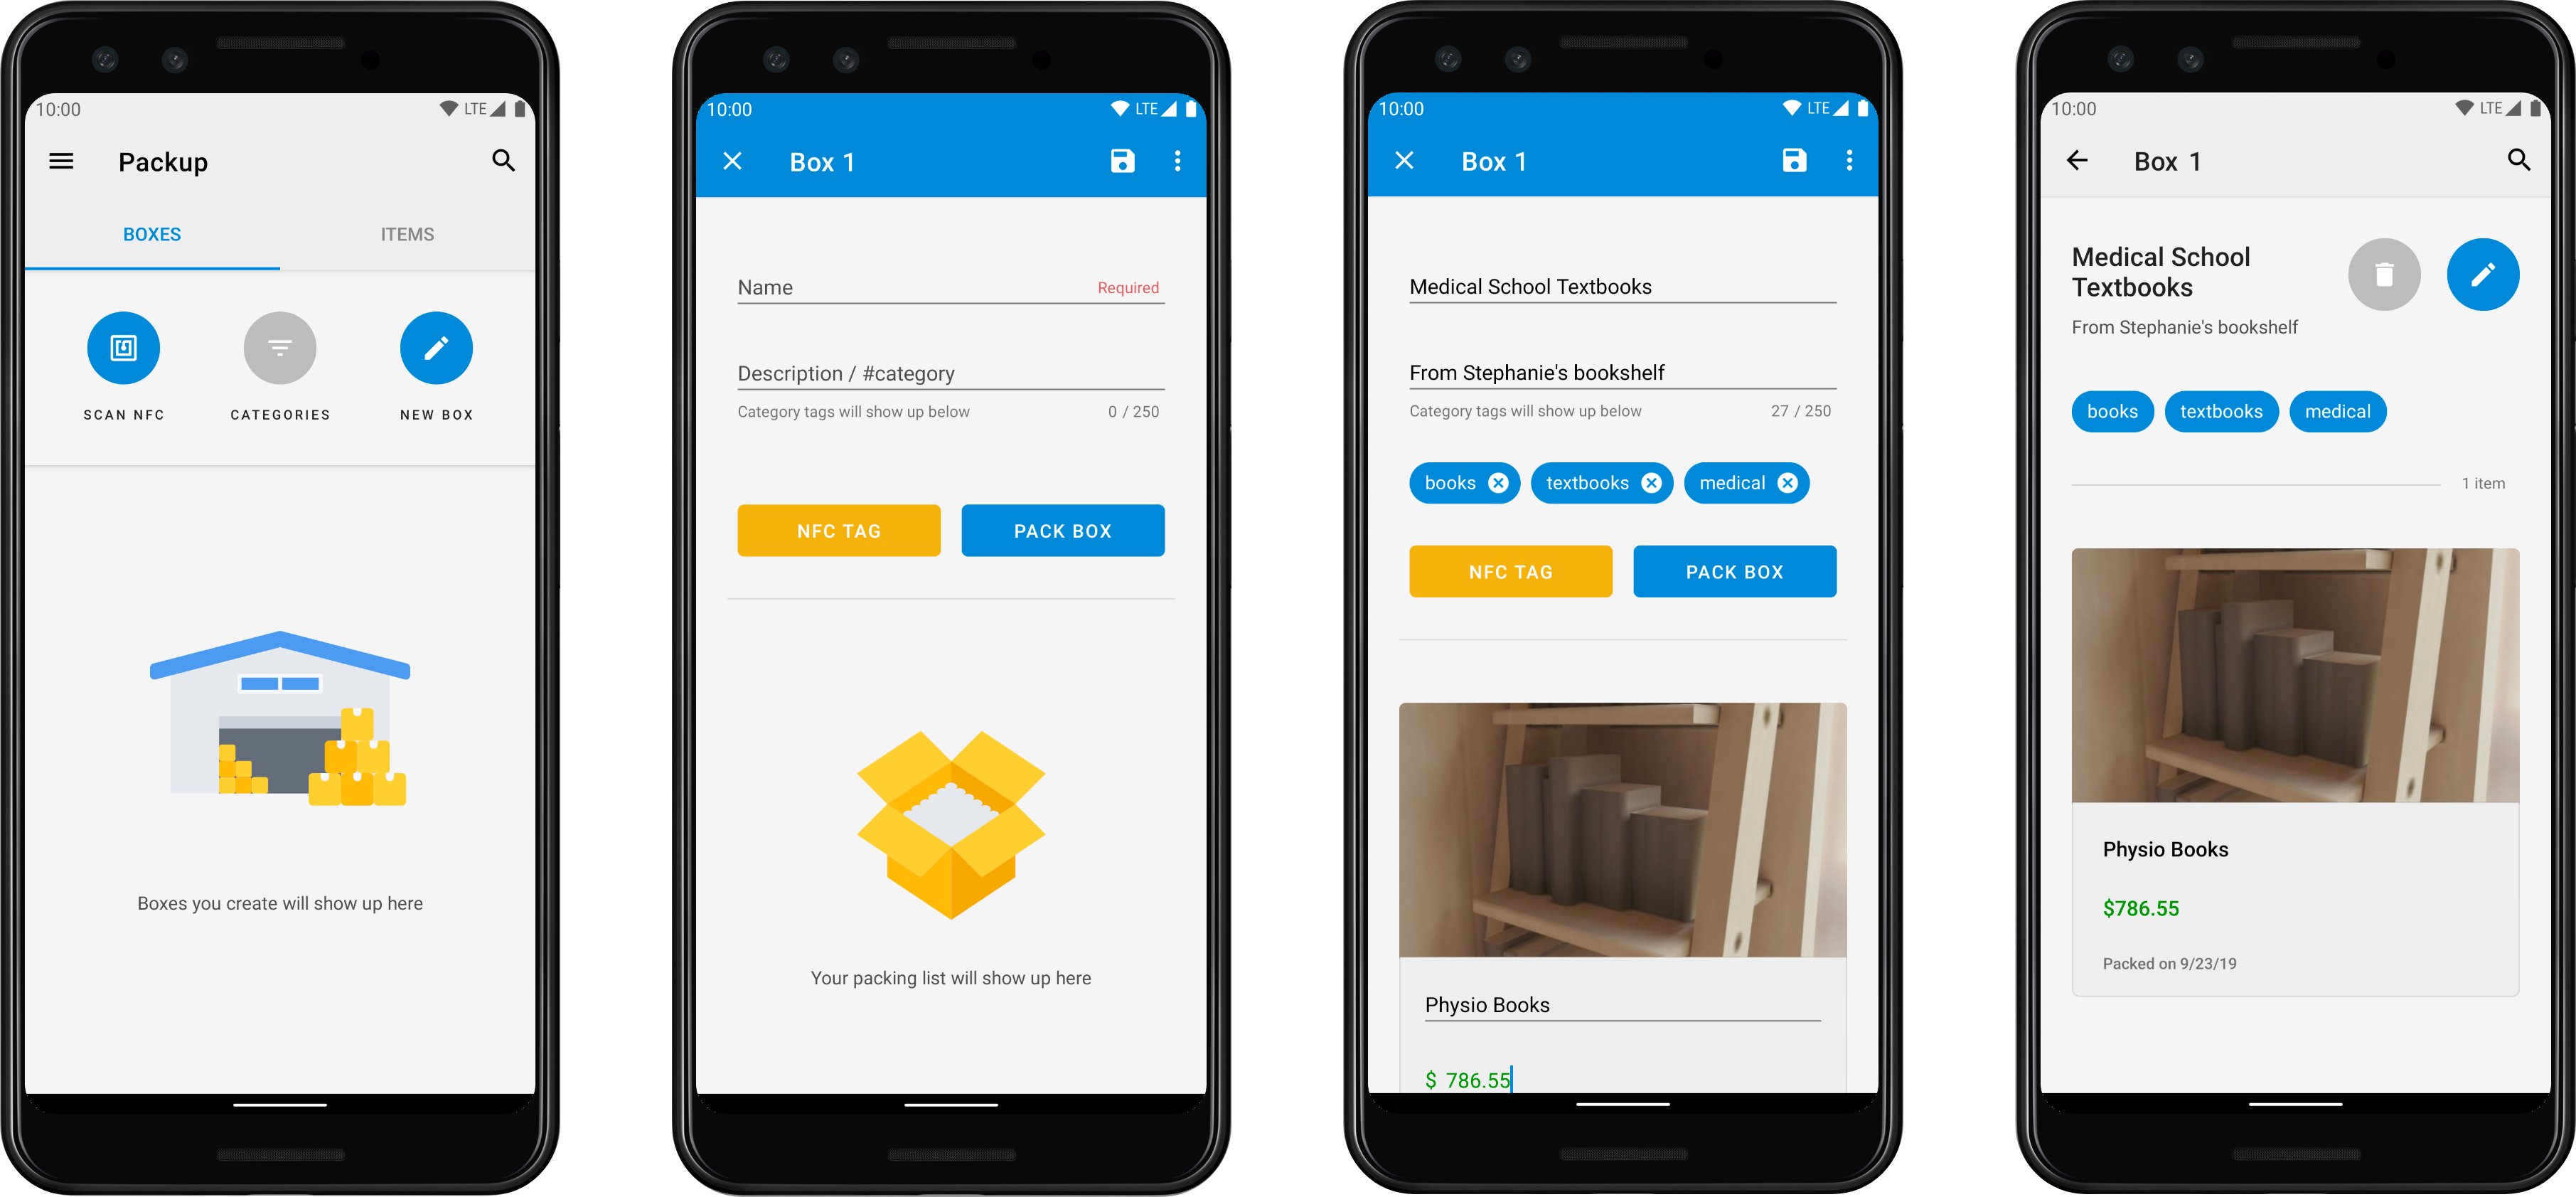 10:00 LTE
Packup
BOXES ITEMS
SCAN NFC CATEGORIES NEW BOX
Boxes you create will show up here
10:00 LTE
Box 1
Name Required
Description / #category
Category tags will show up below 0 / 250
NFC TAG PACK BOX
Your packing list will show up here
10:00 LTE
Box 1
Medical School Textbooks
From Stephanie's bookshelf
Category tags will show up below 27 / 250
books textbooks medical
NFC TAG PACK BOX
Physio Books
$ 786.55
10:00 LTE
Box 1
Medical School
Textbooks
From Stephanie's bookshelf
books textbooks medical
1 item
Physio Books
$786.55
Packed on 9/23/19